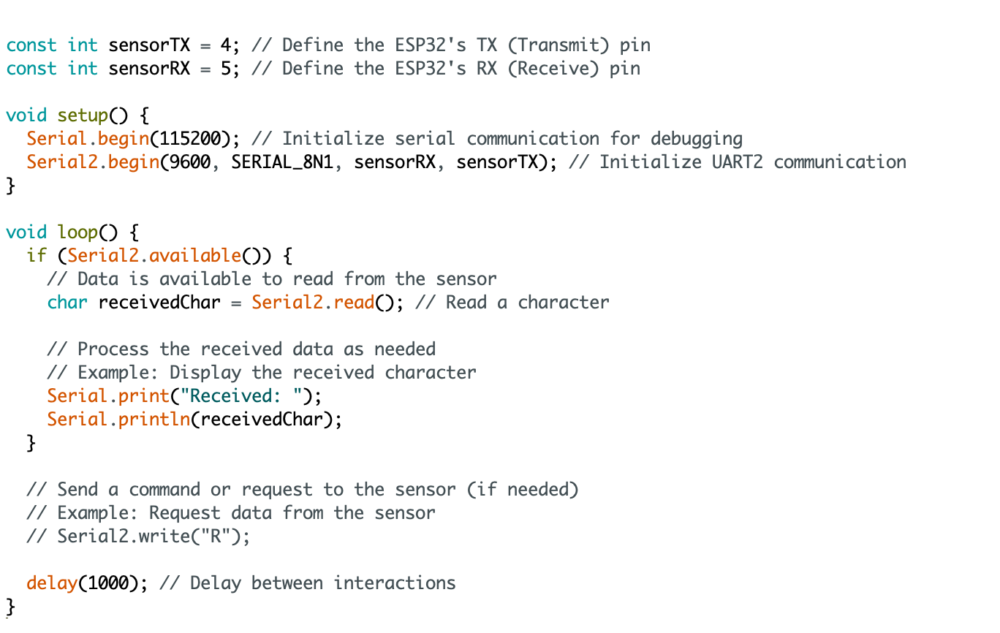 const int sensorTX = 4; // Define the ESP32's TX (Transmit) pin
const int sensorRX = 5; // Define the ESP32's RX (Receive) pin

void setup() {
  Serial.begin(115200); // Initialize serial communication for debugging
  Serial2.begin(9600, SERIAL_8N1, sensorRX, sensorTX); // Initialize UART2 communication
}

void loop() {
  if (Serial2.available()) {
    // Data is available to read from the sensor
    char receivedChar = Serial2.read(); // Read a character

    // Process the received data as needed
    // Example: Display the received character
    Serial.print("Received: ");
    Serial.println(receivedChar);
  }

  // Send a command or request to the sensor (if needed)
  // Example: Request data from the sensor
  // Serial2.write("R");

  delay(1000); // Delay between interactions
}